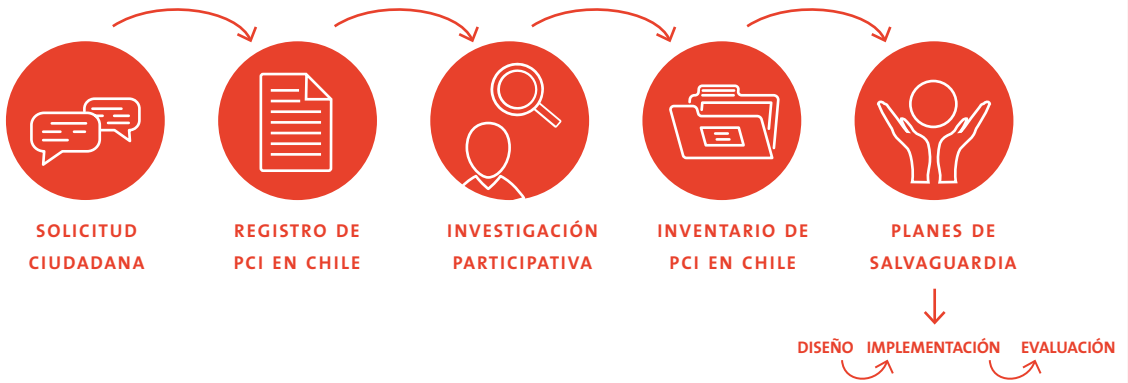 SOLICITUD
CIUDADANA
REGISTRO DE
PCI EN CHILE
INVESTIGACIÓN
PARTICIPATIVA
INVENTARIO DE
PCI EN CHILE
PLANES DE
SALVAGUARDIA
DISEÑO IMPLEMENTACIÓN EVALUACIÓN